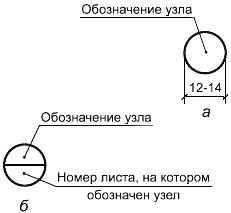 Обозначение узла
12-14
а
Обозначение узла
Номер листа, на котором
обозначен узел
б